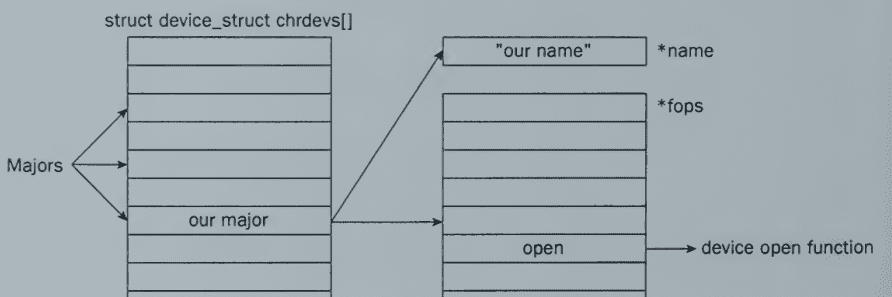 struct device_struct chrdevs[]
"our name" *name
*fops
Majors
our major
open device open function